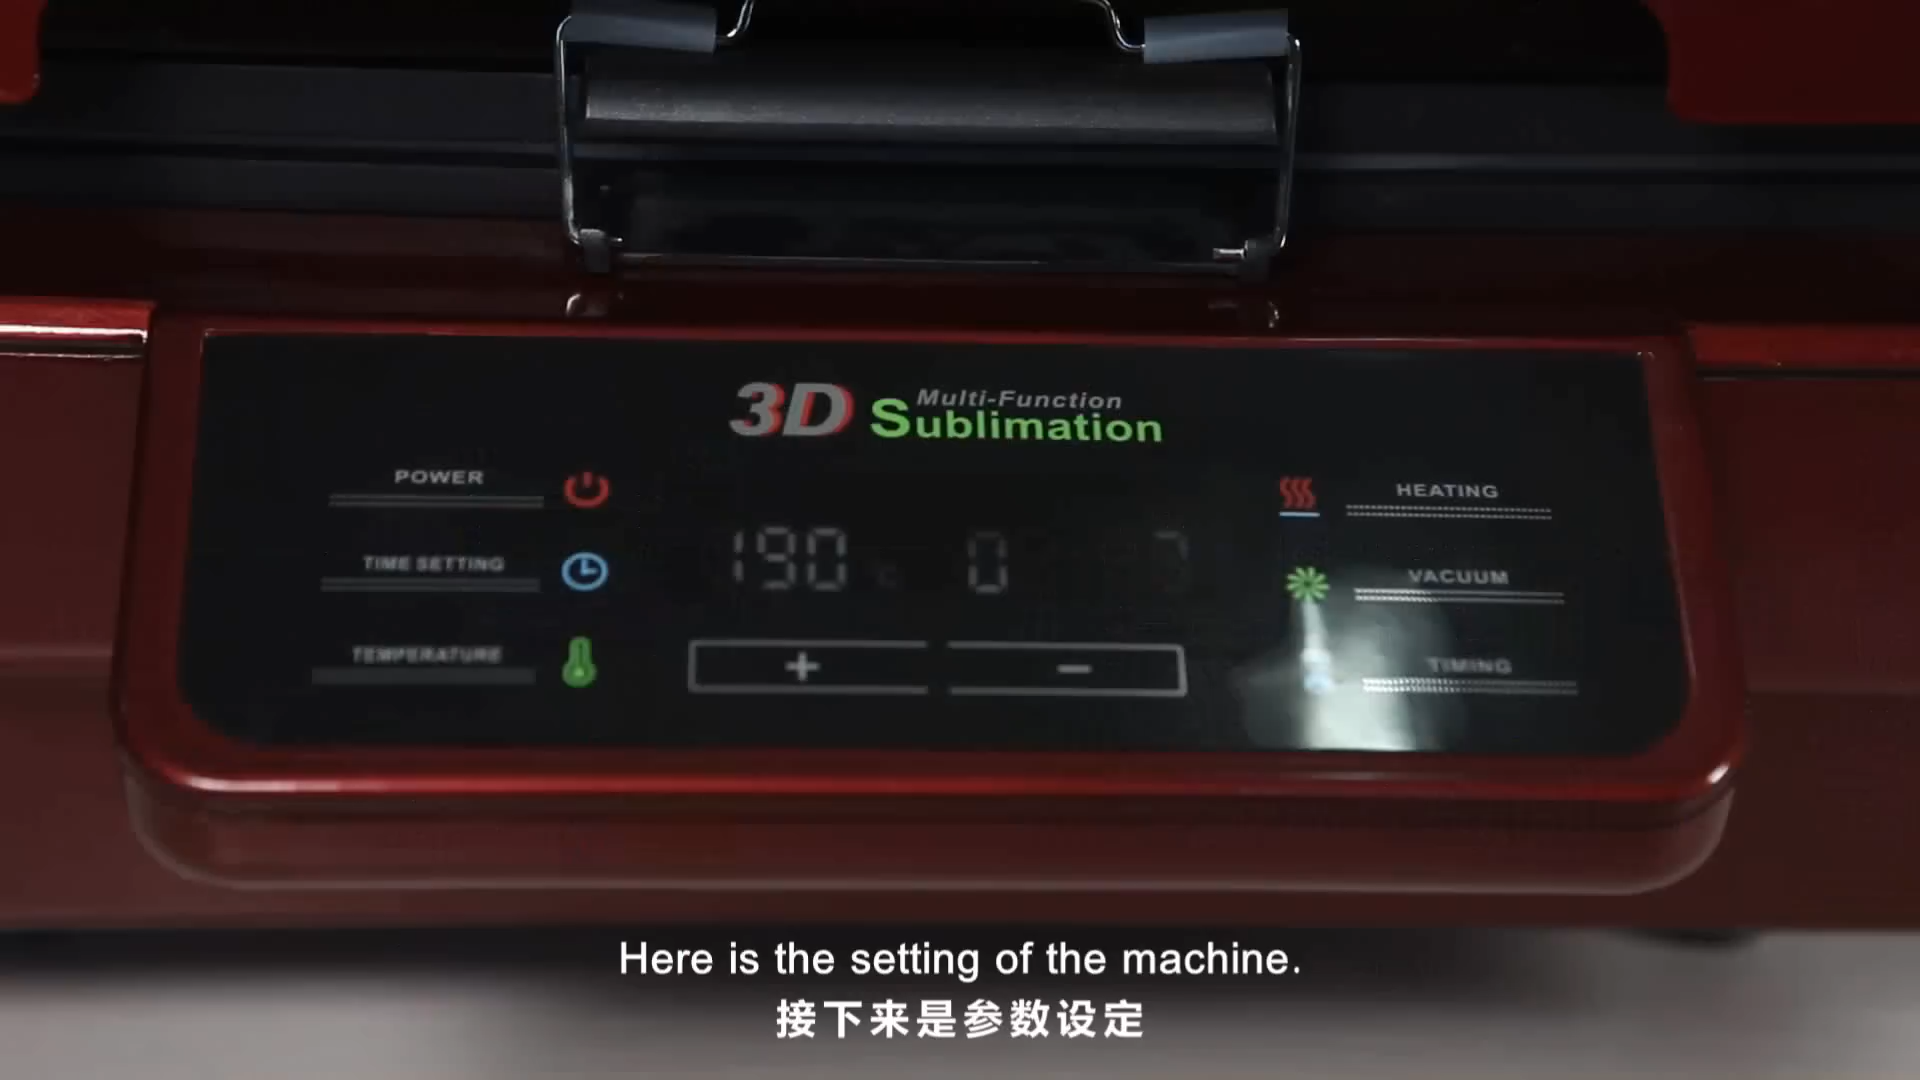 3D Multi-Function
Sublimation
POWER
HEATING
190 0
TIME SETTING
VACUUM
TEMPERATURE
TIMING
+ −
Here is the setting of the machine.
接下来是参数设定